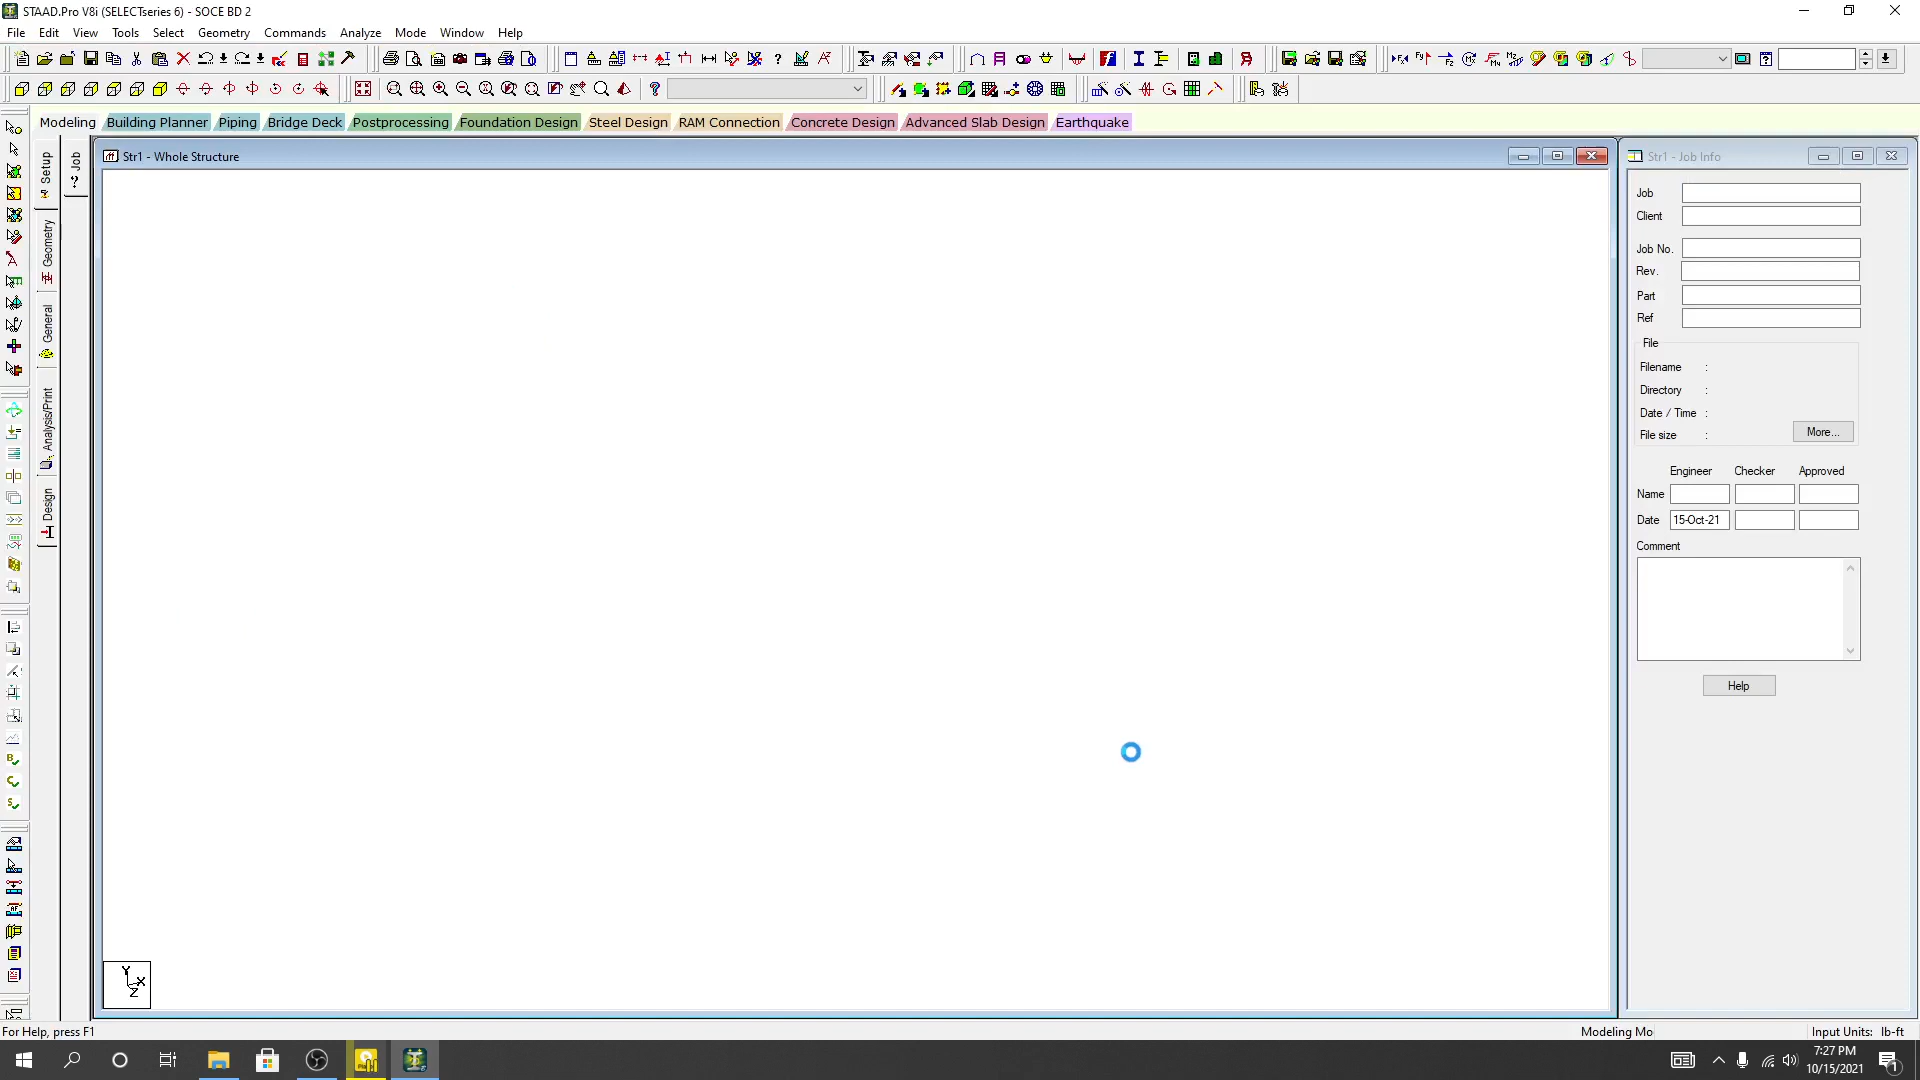 STAAD.Pro V8i (SELECTseries 6) - SOCE BD 2
File Edit View Tools Select Geometry Commands Analyze Mode Window Help
Modeling Building Planner Piping Bridge Deck Postprocessing Foundation Design Steel Design RAM Connection Concrete Design Advanced Slab Design Earthquake
Setup
Geometry
General
Analysis/Print
Design
Job
Str1 - Whole Structure
Y
X
Z
Str1 - Job Info
Job
Client
Job No.
Rev.
Part
Ref
File
Filename :
Directory :
Date / Time :
File size :
More...
Engineer Checker Approved
Name
Date 15-Oct-21
Comment
Help
For Help, press F1
Modeling Mo
Input Units: lb-ft
7:27 PM
10/15/2021